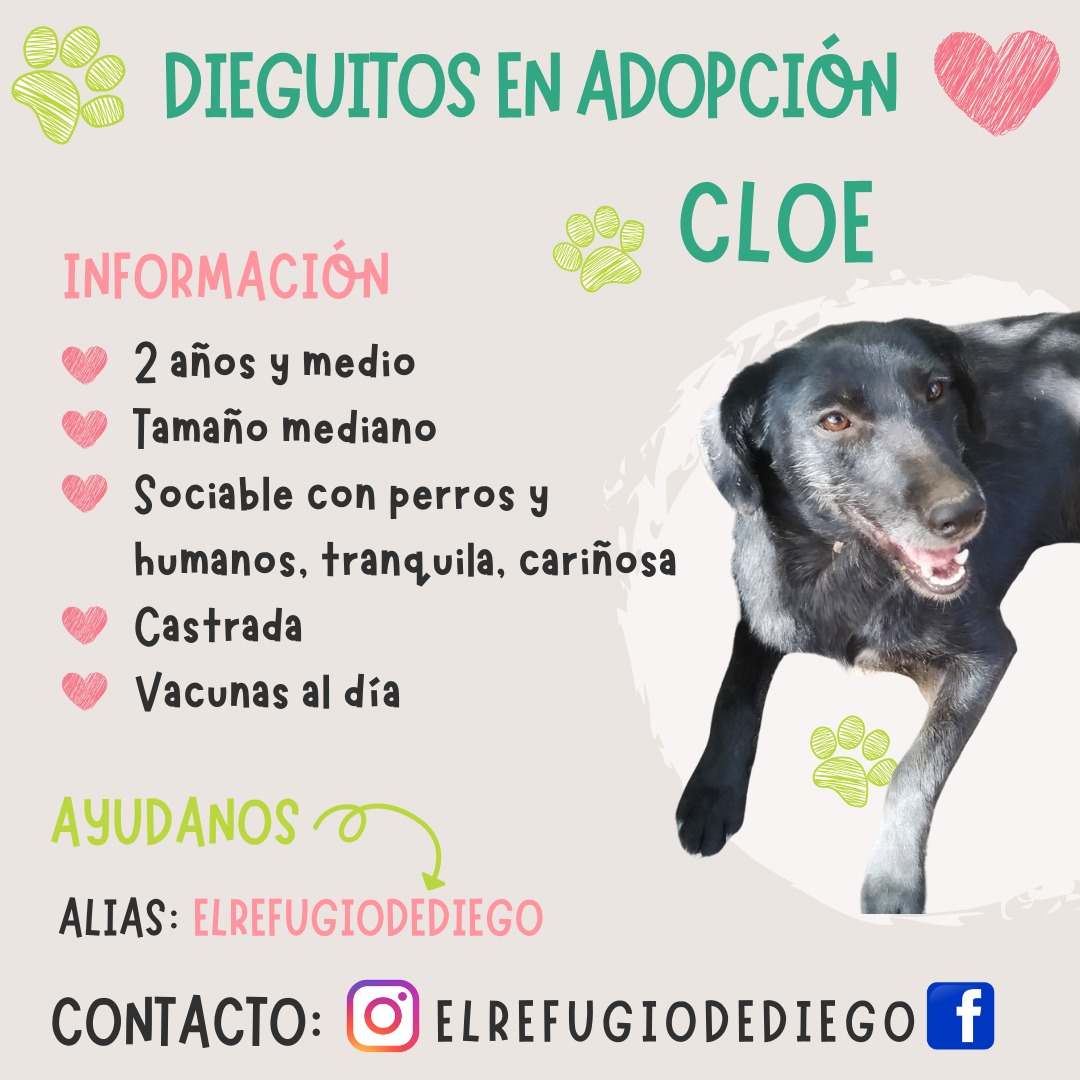 DIEGUITOS EN ADOPCIÓN
CLOE
INFORMACIÓN
2 años y medio
Tamaño mediano
Sociable con perros y
humanos, tranquila, cariñosa
Castrada
Vacunas al día
AYUDANOS
ALIAS: ELREFUGIODEDIEGO
CONTACTO: ELREFUGIODEDIEGO